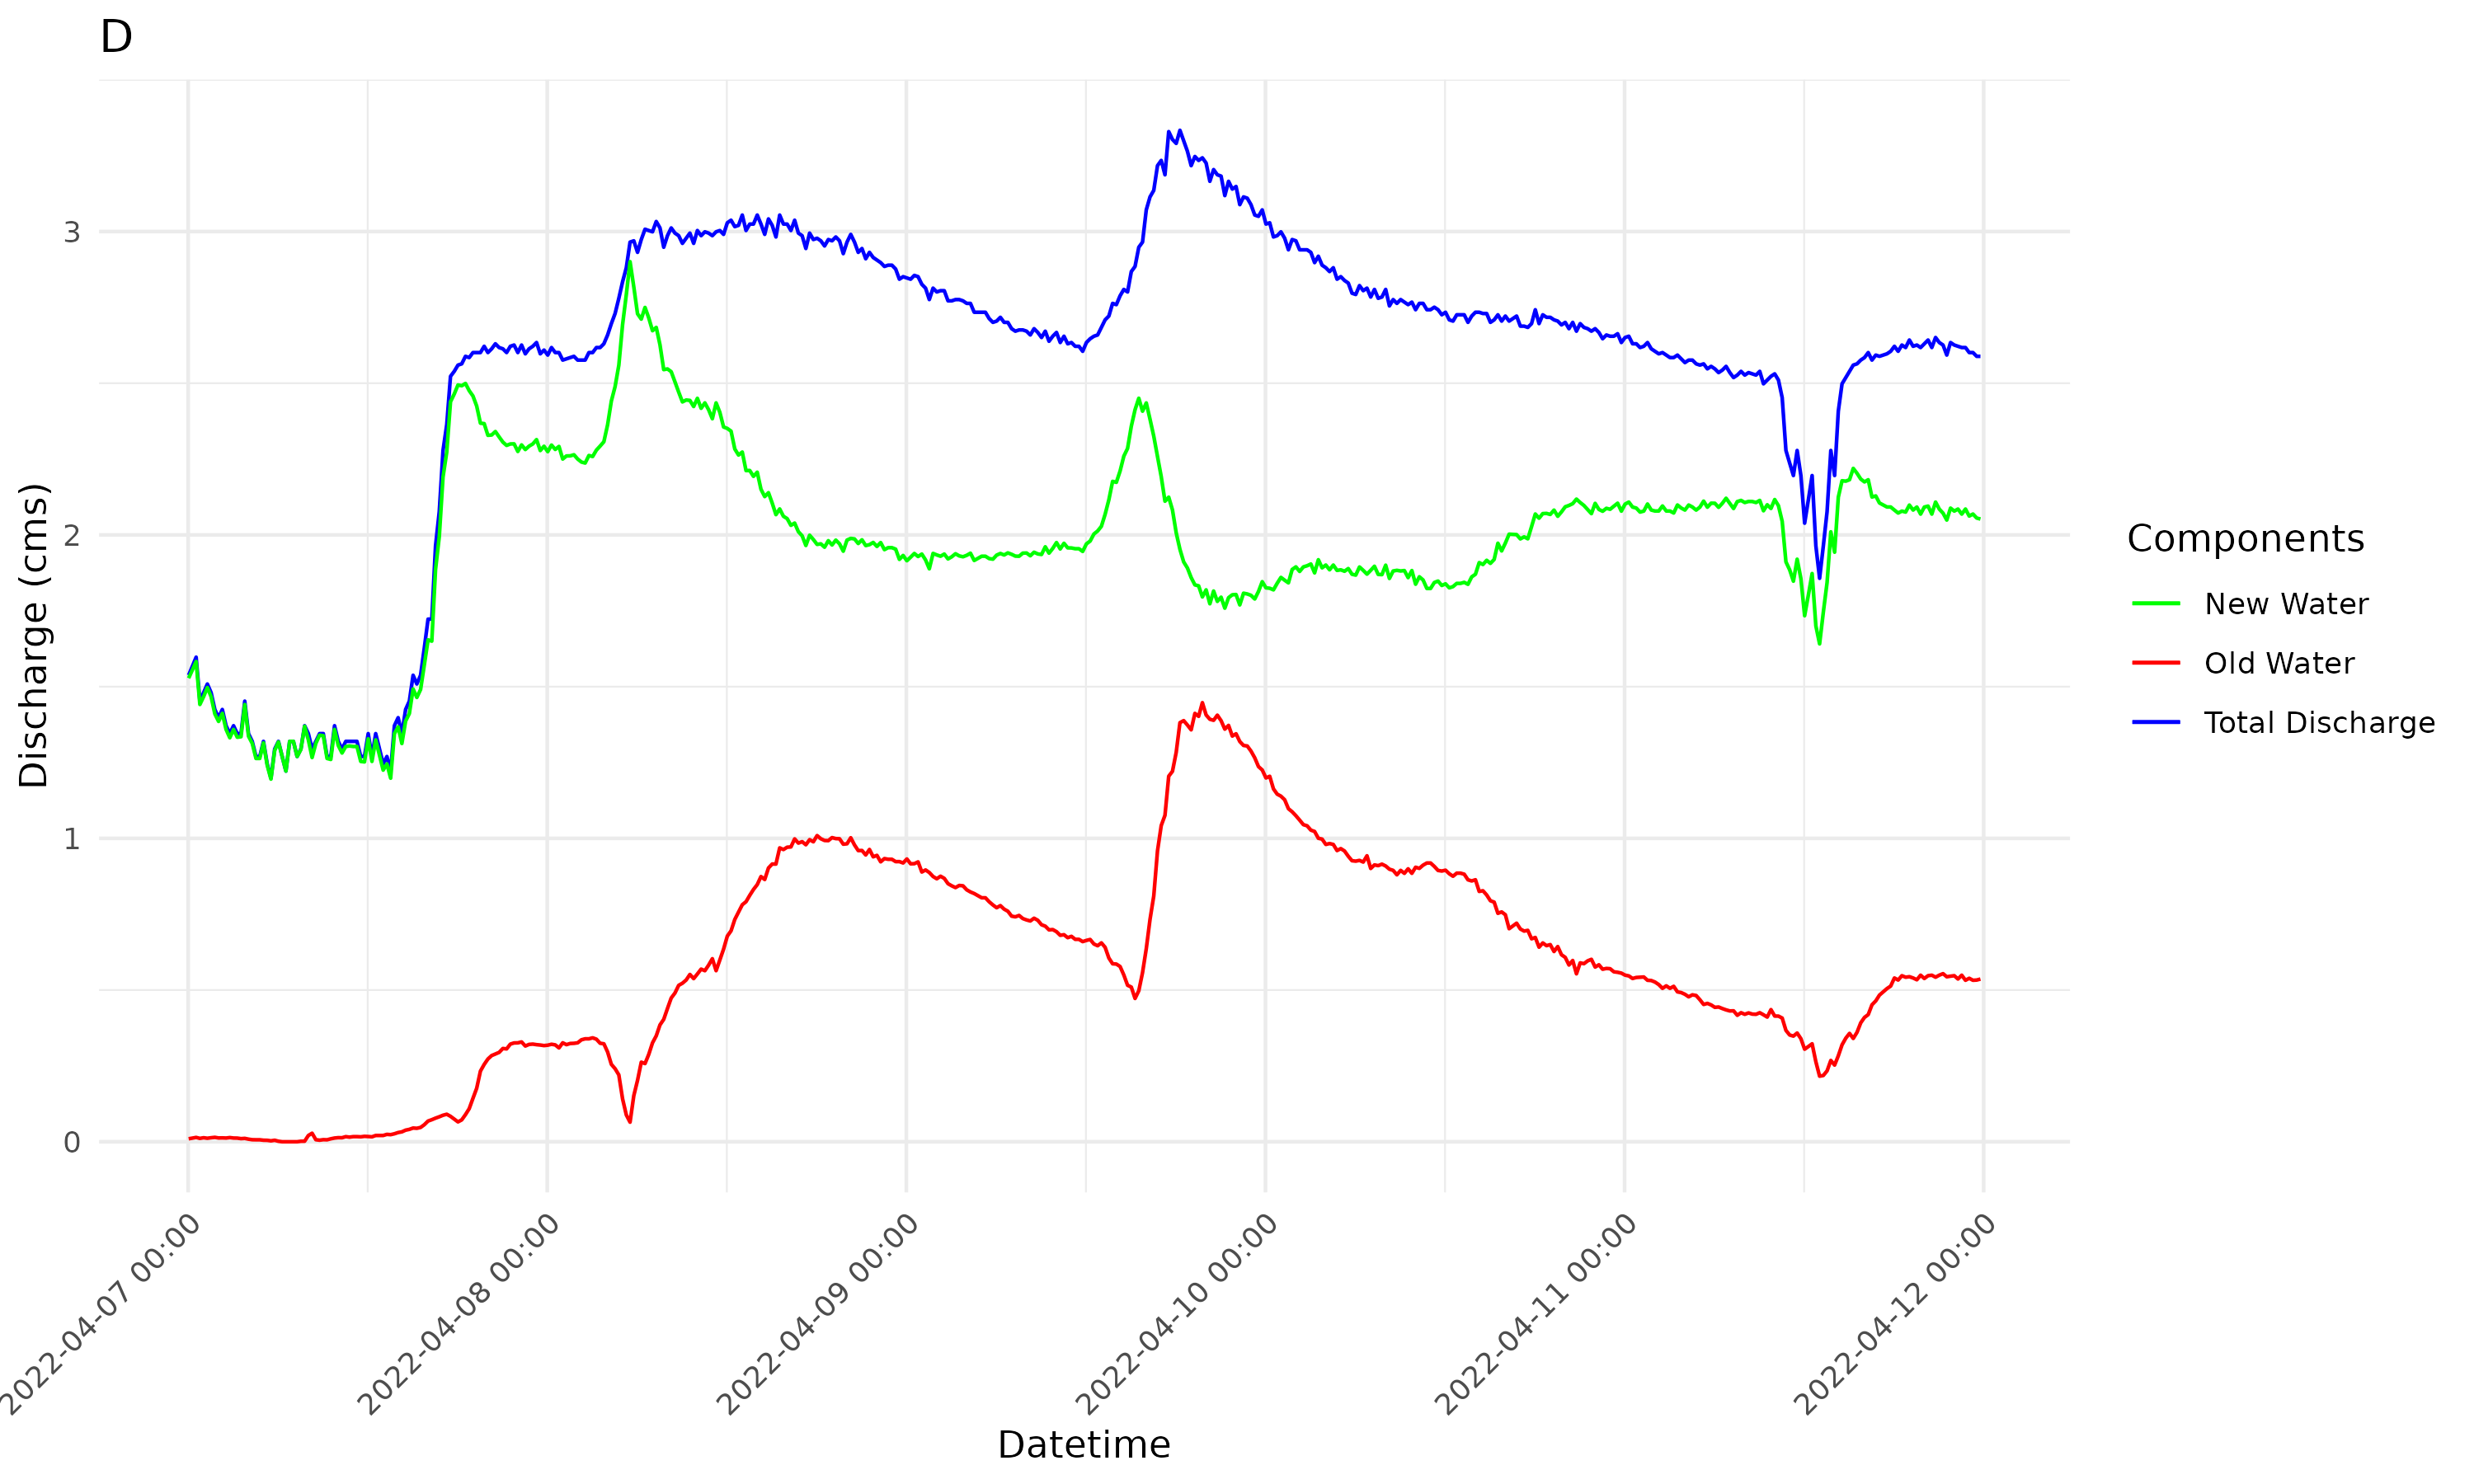 D
Discharge (cms)
3
2
1
0
2022-04-07 00:00
2022-04-08 00:00
2022-04-09 00:00
2022-04-10 00:00
2022-04-11 00:00
2022-04-12 00:00
Datetime
Components
New Water
Old Water
Total Discharge